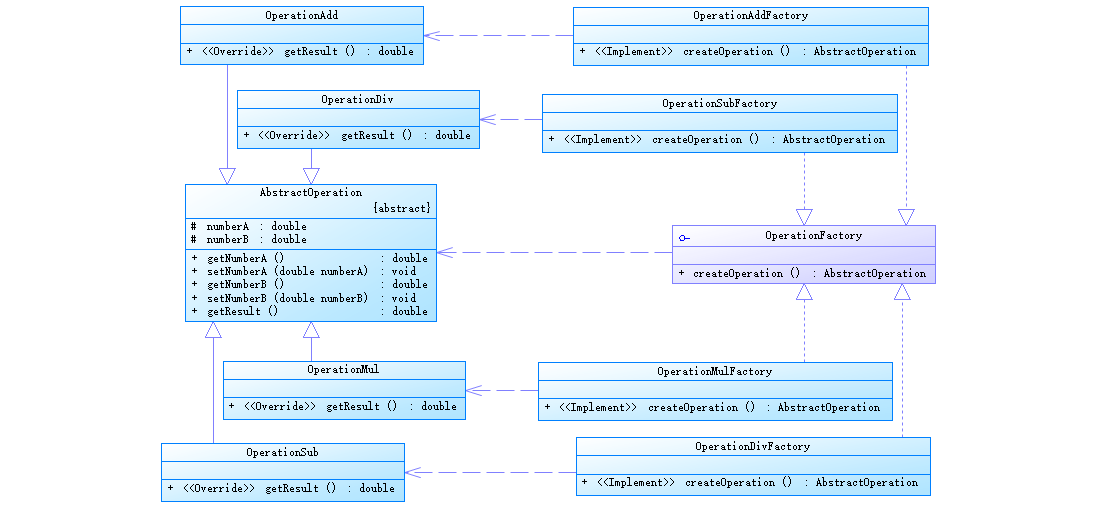 OperationAdd
+ <<Override>> getResult () : double
OperationAddFactory
+ <<Implement>> createOperation () : AbstractOperation
OperationDiv
+ <<Override>> getResult () : double
OperationSubFactory
+ <<Implement>> createOperation () : AbstractOperation
AbstractOperation
{abstract}
# numberA : double
# numberB : double
+ getNumberA () : double
+ setNumberA (double numberA) : void
+ getNumberB () : double
+ setNumberB (double numberB) : void
+ getResult () : double
OperationFactory
+ createOperation () : AbstractOperation
OperationMul
+ <<Override>> getResult () : double
OperationMulFactory
+ <<Implement>> createOperation () : AbstractOperation
OperationSub
+ <<Override>> getResult () : double
OperationDivFactory
+ <<Implement>> createOperation () : AbstractOperation